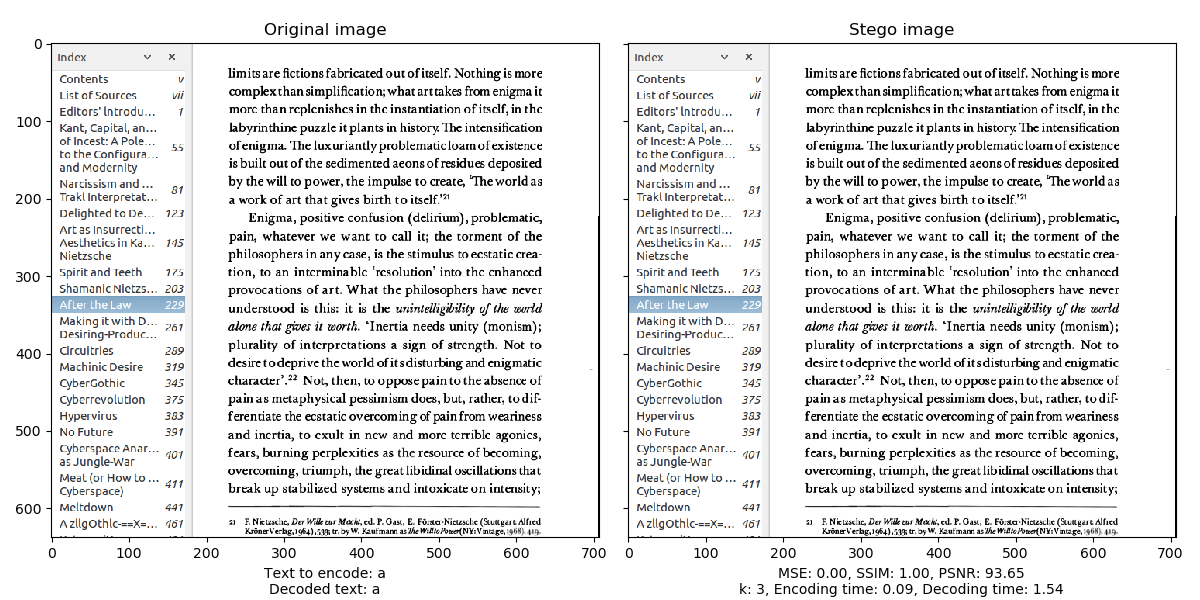 Original image
Stego image
0
100
200
300
400
500
600
Index
Contents v
List of Sources vii
Editors' Introdu... 1
Kant, Capital, an...
of Incest: A Pole... 55
to the Configura...
and Modernity
Narcissism and ... 81
Trakl Interpretat...
Delighted to De... 123
Art as Insurrecti...
Aesthetics in Ka... 145
Nietzsche
Spirit and Teeth 175
Shamanic Nietzs... 203
After the Law 229
Making it with D... 261
Desiring-Produc...
Circuitries 289
Machinic Desire 319
CyberGothic 345
Cyberrevolution 375
Hypervirus 383
No Future 391
Cyberspace Anar... 401
as Jungle-War
Meat (or How to ... 411
Cyberspace)
Meltdown 441
A zIIgOthIc-==X=... 461
limits are fictions fabricated out of itself. Nothing is more
complex than simplification; what art takes from enigma it
more than replenishes in the instantiation of itself, in the
labyrinthine puzzle it plants in history. The intensification
of enigma. The luxuriantly problematic loam of existence
is built out of the sedimented aeons of residues deposited
by the will to power, the impulse to create, 'The world as
a work of art that gives birth to itself.'21
Enigma, positive confusion (delirium), problematic,
pain, whatever we want to call it; the torment of the
philosophers in any case, is the stimulus to ecstatic crea-
tion, to an interminable 'resolution' into the enhanced
provocations of art. What the philosophers have never
understood is this: it is the unintelligibility of the world
alone that gives it worth. 'Inertia needs unity (monism);
plurality of interpretations a sign of strength. Not to
desire to deprive the world of its disturbing and enigmatic
character'.22 Not, then, to oppose pain to the absence of
pain as metaphysical pessimism does, but, rather, to dif-
ferentiate the ecstatic overcoming of pain from weariness
and inertia, to exult in new and more terrible agonies,
fears, burning perplexities as the resource of becoming,
overcoming, triumph, the great libidinal oscillations that
break up stabilized systems and intoxicate on intensity;
21 F. Nietzsche, Der Wille zur Macht, ed. P. Gast, E. Förster-Nietzsche (Stuttgart Alfred
Kröner Verlag, 1964), 533; tr. by W. Kaufmann as The Will to Power (NY: Vintage, 1968), 419.
0 100 200 300 400 500 600 700
Text to encode: a
Decoded text: a
Index
Contents v
List of Sources vii
Editors' Introdu... 1
Kant, Capital, an...
of Incest: A Pole... 55
to the Configura...
and Modernity
Narcissism and ... 81
Trakl Interpretat...
Delighted to De... 123
Art as Insurrecti...
Aesthetics in Ka... 145
Nietzsche
Spirit and Teeth 175
Shamanic Nietzs... 203
After the Law 229
Making it with D... 261
Desiring-Produc...
Circuitries 289
Machinic Desire 319
CyberGothic 345
Cyberrevolution 375
Hypervirus 383
No Future 391
Cyberspace Anar... 401
as Jungle-War
Meat (or How to ... 411
Cyberspace)
Meltdown 441
A zIIgOthIc-==X=... 461
limits are fictions fabricated out of itself. Nothing is more
complex than simplification; what art takes from enigma it
more than replenishes in the instantiation of itself, in the
labyrinthine puzzle it plants in history. The intensification
of enigma. The luxuriantly problematic loam of existence
is built out of the sedimented aeons of residues deposited
by the will to power, the impulse to create, 'The world as
a work of art that gives birth to itself.'21
Enigma, positive confusion (delirium), problematic,
pain, whatever we want to call it; the torment of the
philosophers in any case, is the stimulus to ecstatic crea-
tion, to an interminable 'resolution' into the enhanced
provocations of art. What the philosophers have never
understood is this: it is the unintelligibility of the world
alone that gives it worth. 'Inertia needs unity (monism);
plurality of interpretations a sign of strength. Not to
desire to deprive the world of its disturbing and enigmatic
character'.22 Not, then, to oppose pain to the absence of
pain as metaphysical pessimism does, but, rather, to dif-
ferentiate the ecstatic overcoming of pain from weariness
and inertia, to exult in new and more terrible agonies,
fears, burning perplexities as the resource of becoming,
overcoming, triumph, the great libidinal oscillations that
break up stabilized systems and intoxicate on intensity;
21 F. Nietzsche, Der Wille zur Macht, ed. P. Gast, E. Förster-Nietzsche (Stuttgart Alfred
Kröner Verlag, 1964), 533; tr. by W. Kaufmann as The Will to Power (NY: Vintage, 1968), 419.
0 100 200 300 400 500 600 700
MSE: 0.00, SSIM: 1.00, PSNR: 93.65
k: 3, Encoding time: 0.09, Decoding time: 1.54